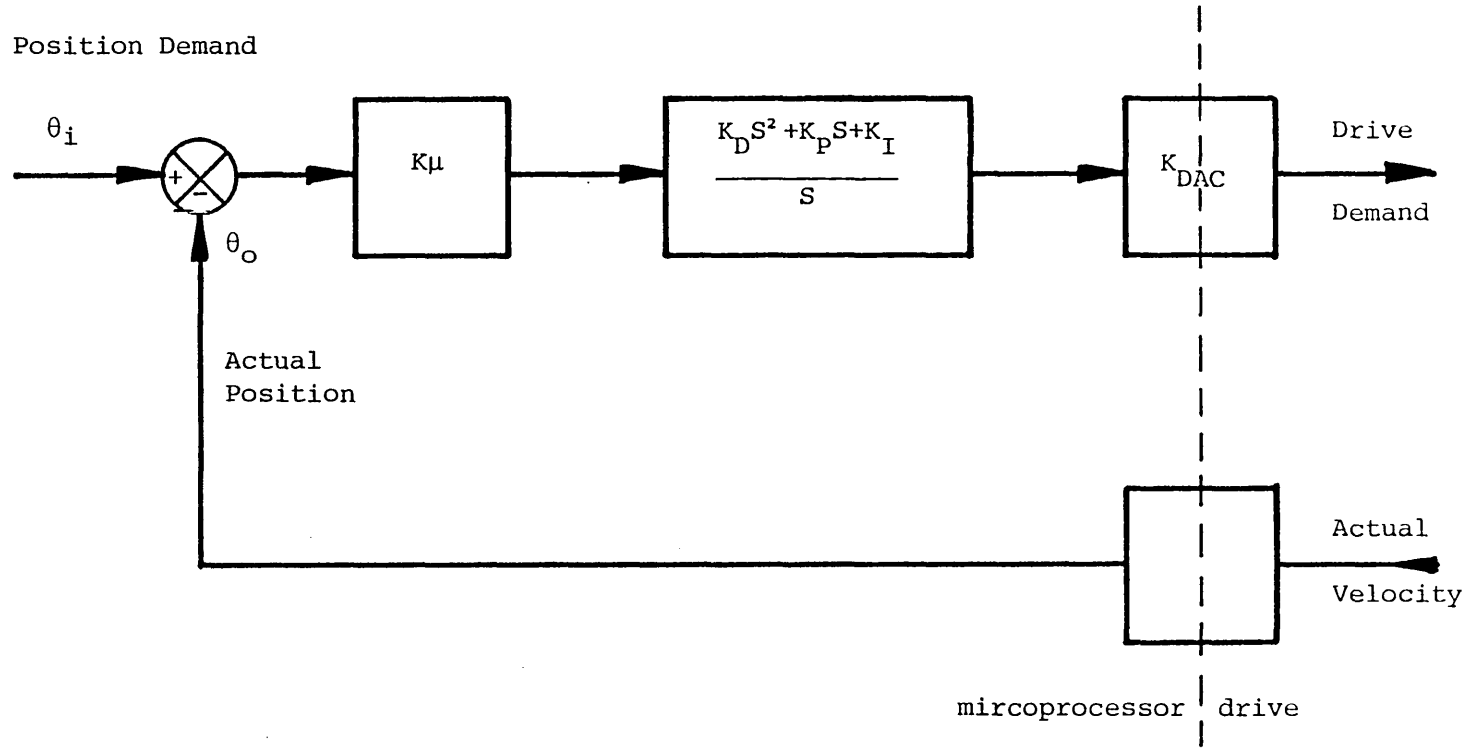 Position Demand
θi
+
-
θo
Kμ
KDS² +KPS+KI
S
KDAC
Drive
Demand
Actual
Position
Actual
Velocity
mircoprocessor drive